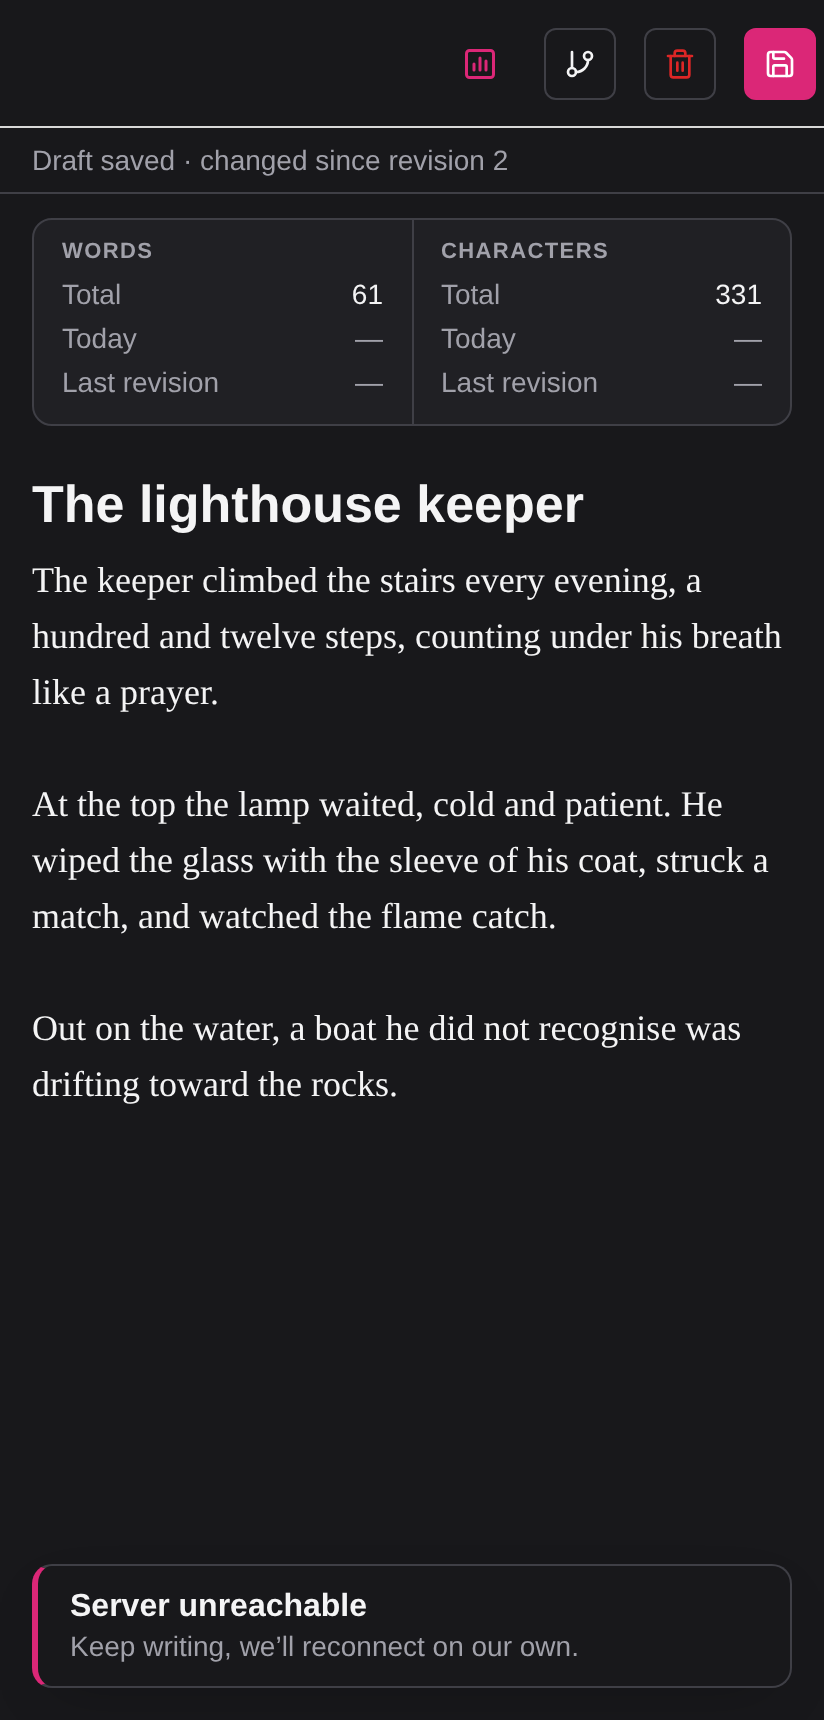 Draft saved · changed since revision 2
WORDS
Total 61
Today —
Last revision —
CHARACTERS
Total 331
Today —
Last revision —
The lighthouse keeper
The keeper climbed the stairs every evening, a
hundred and twelve steps, counting under his breath
like a prayer.
At the top the lamp waited, cold and patient. He
wiped the glass with the sleeve of his coat, struck a
match, and watched the flame catch.
Out on the water, a boat he did not recognise was
drifting toward the rocks.
Server unreachable
Keep writing, we’ll reconnect on our own.